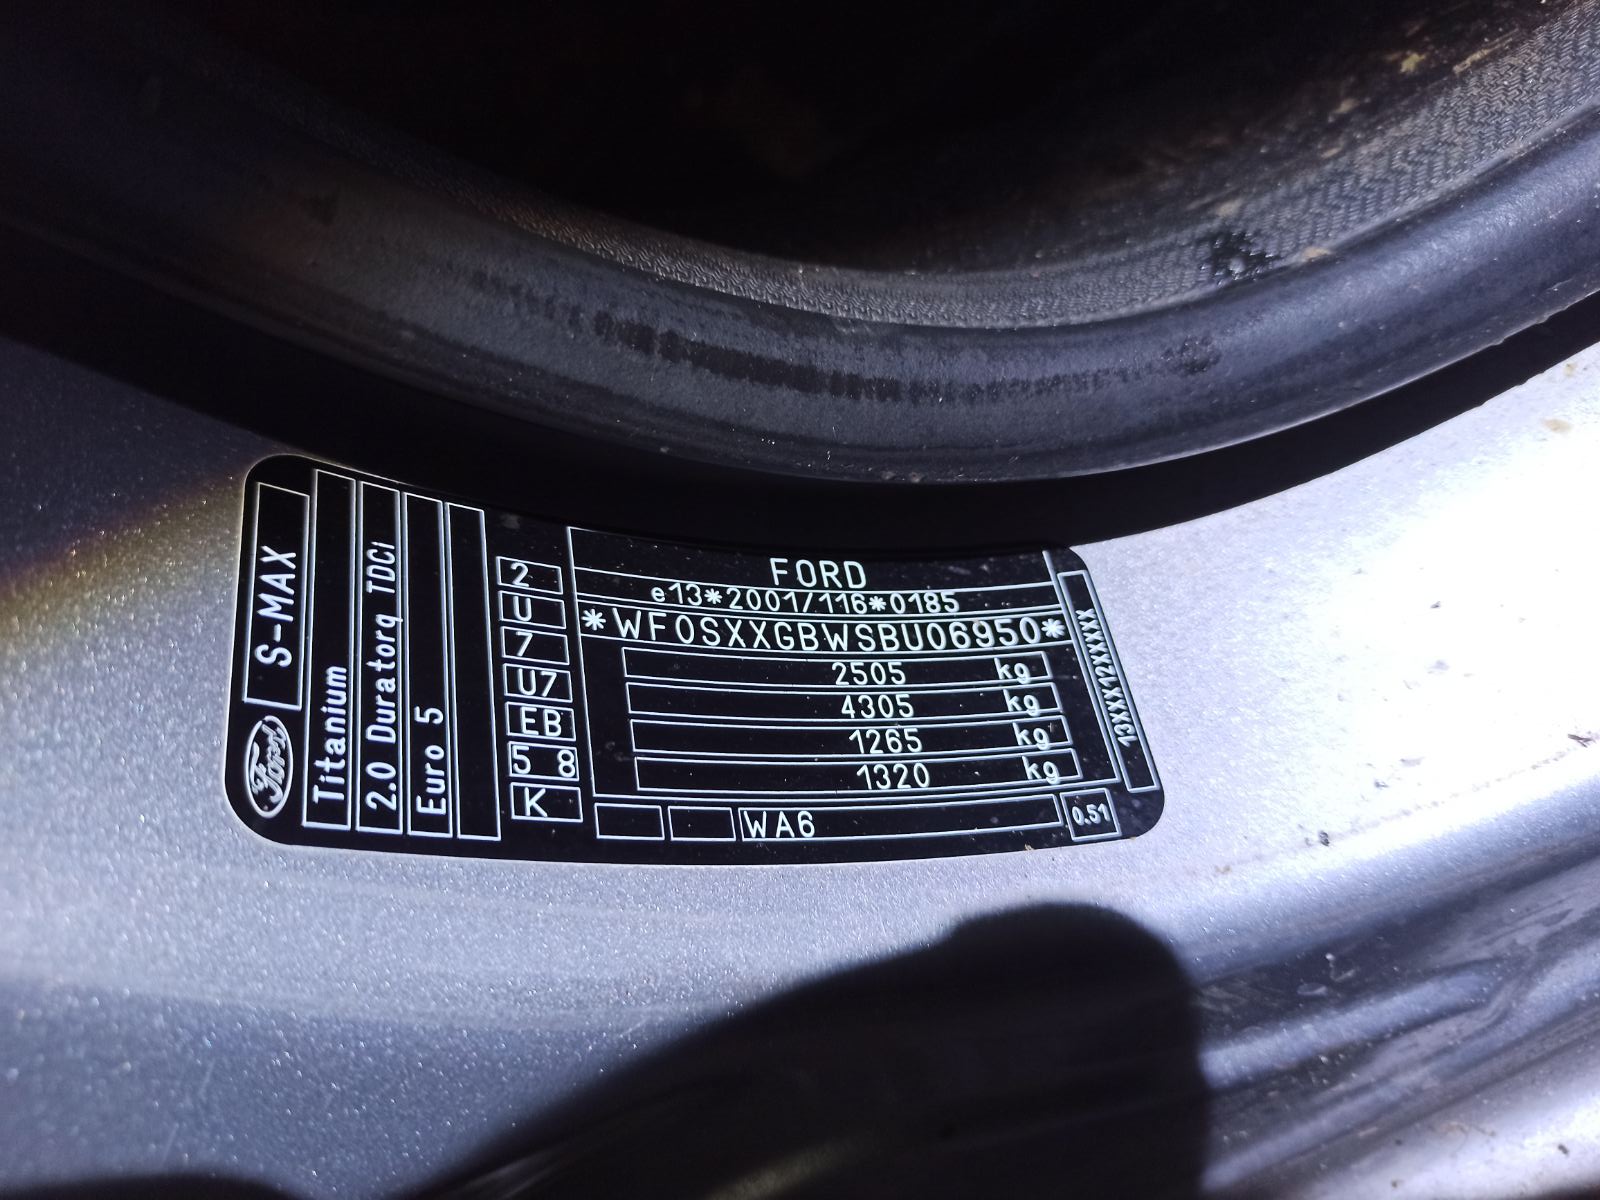 Ford
S-MAX
Titanium
2.0 Duratorq TDCi
Euro 5
2
U
7
U7
EB
5 8
K
FORD
e13*2001/116*0185
*WF0SXXGBWSBU06950*
2505 kg
4305 kg
1265 kg
1320 kg
WA6
0.51